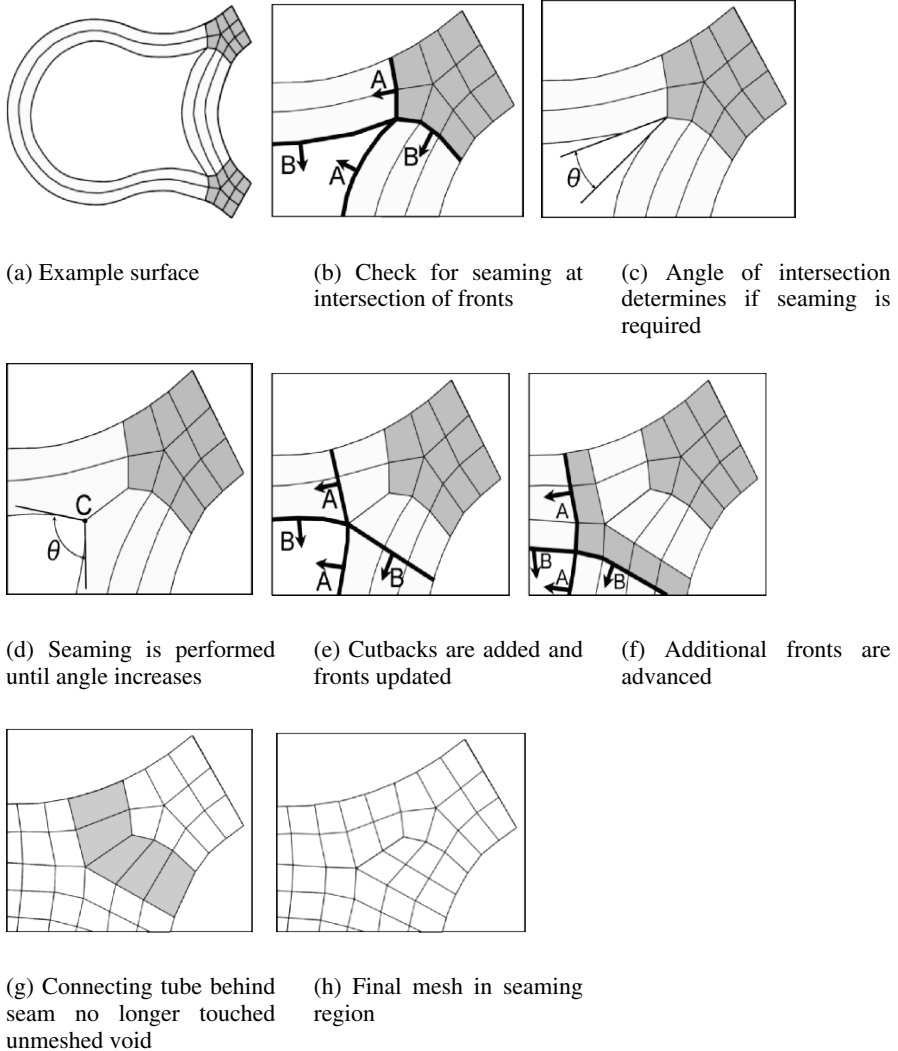 A
B
A
B
θ
(a) Example surface
(b) Check for seaming at
intersection of fronts
(c) Angle of intersection
determines if seaming is
required
C
θ
A
B
A
B
A
B
A
B
(d) Seaming is performed
until angle increases
(e) Cutbacks are added and
fronts updated
(f) Additional fronts are
advanced
(g) Connecting tube behind
seam no longer touched
unmeshed void
(h) Final mesh in seaming
region